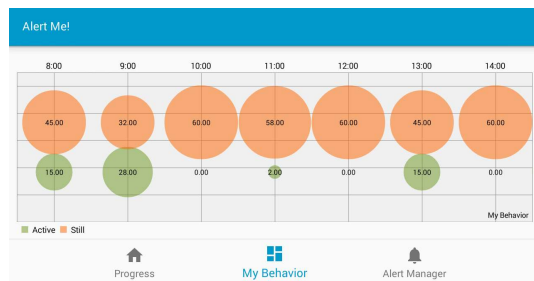 Alert Me!
8:00 9:00 10:00 11:00 12:00 13:00 14:00
45.00 32.00 60.00 58.00 60.00 45.00 60.00
15.00 28.00 0.00 2.00 0.00 15.00 0.00
My Behavior
Active Still
Progress My Behavior Alert Manager